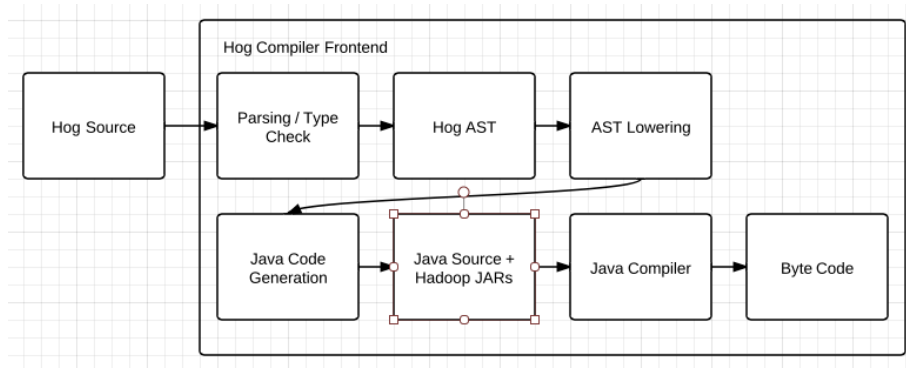 Hog Compiler Frontend
Hog Source
Parsing / Type
Check
Hog AST
AST Lowering
Java Code
Generation
Java Source +
Hadoop JARs
Java Compiler
Byte Code